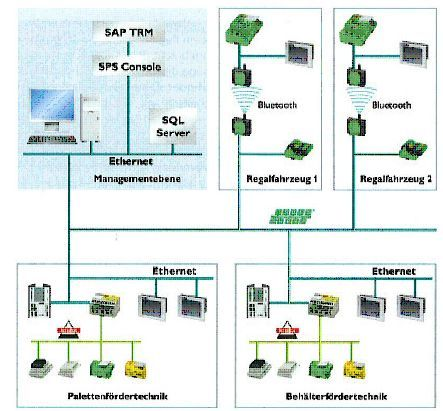 SAP TRM
SPS Console
SQL
Server
Ethernet
Managementebene
Bluetooth
Regalfahrzeug 1
Bluetooth
Regalfahrzeug 2
Ethernet
Palettenfördertechnik
Ethernet
Behälterfördertechnik